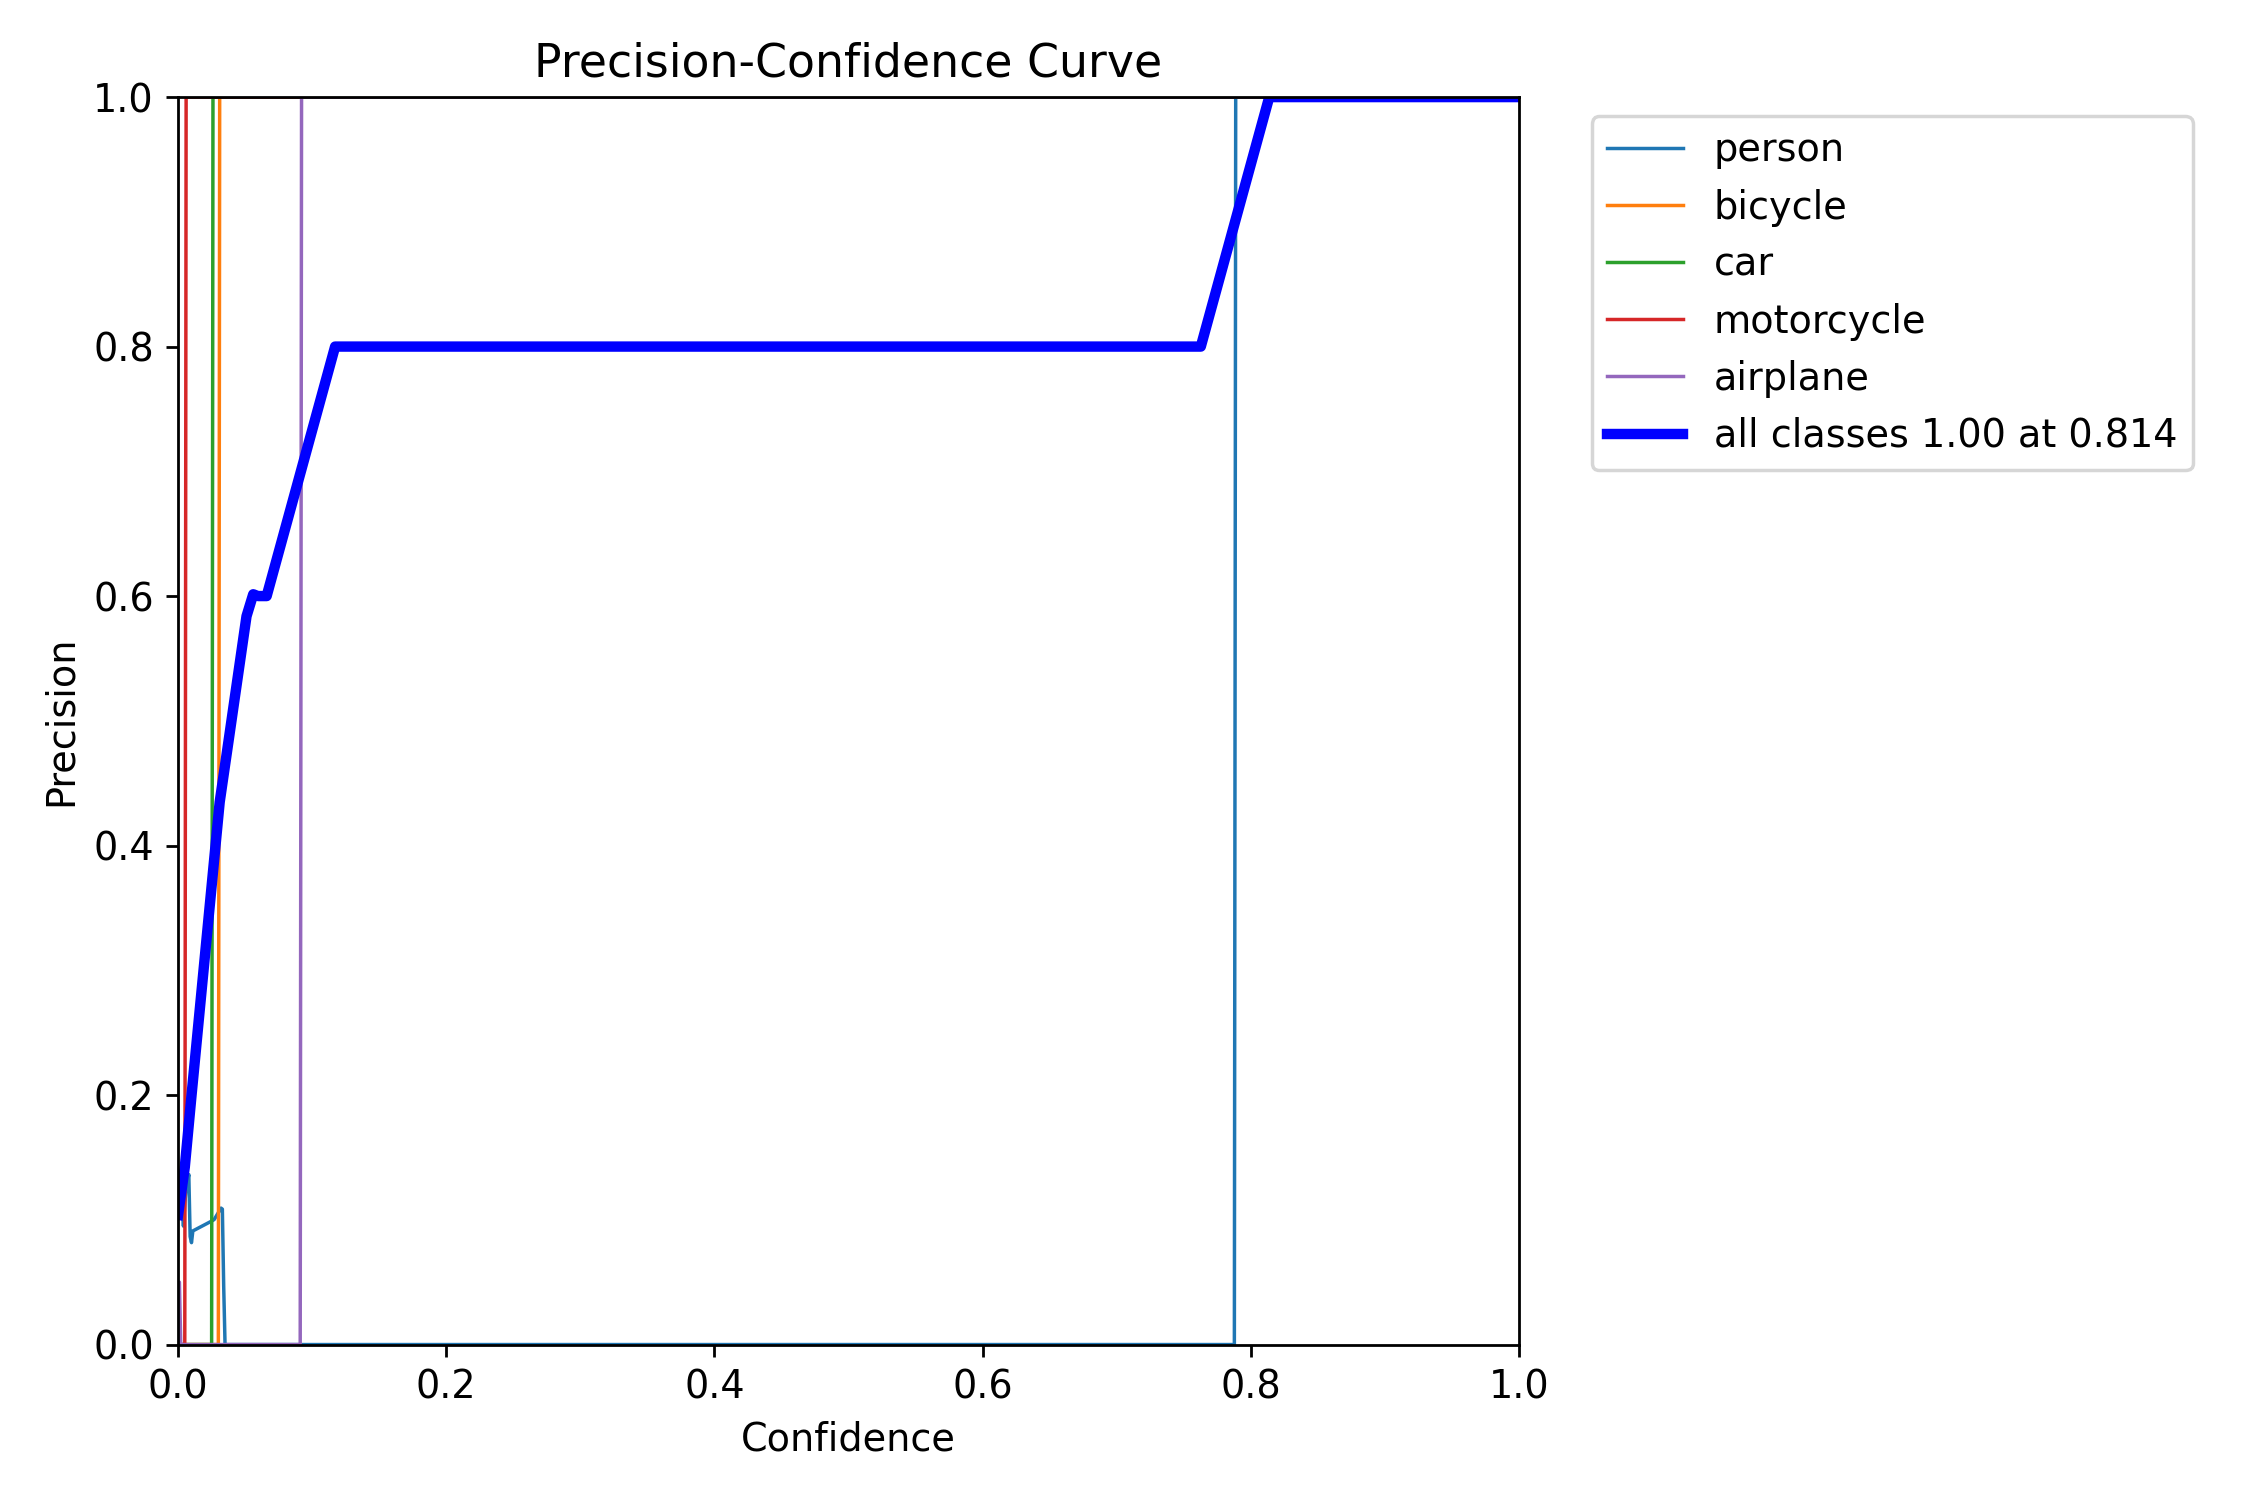 Precision-Confidence Curve
1.0
0.8
0.6
0.4
0.2
0.0
Precision
0.0 0.2 0.4 0.6 0.8 1.0
Confidence
person
bicycle
car
motorcycle
airplane
all classes 1.00 at 0.814